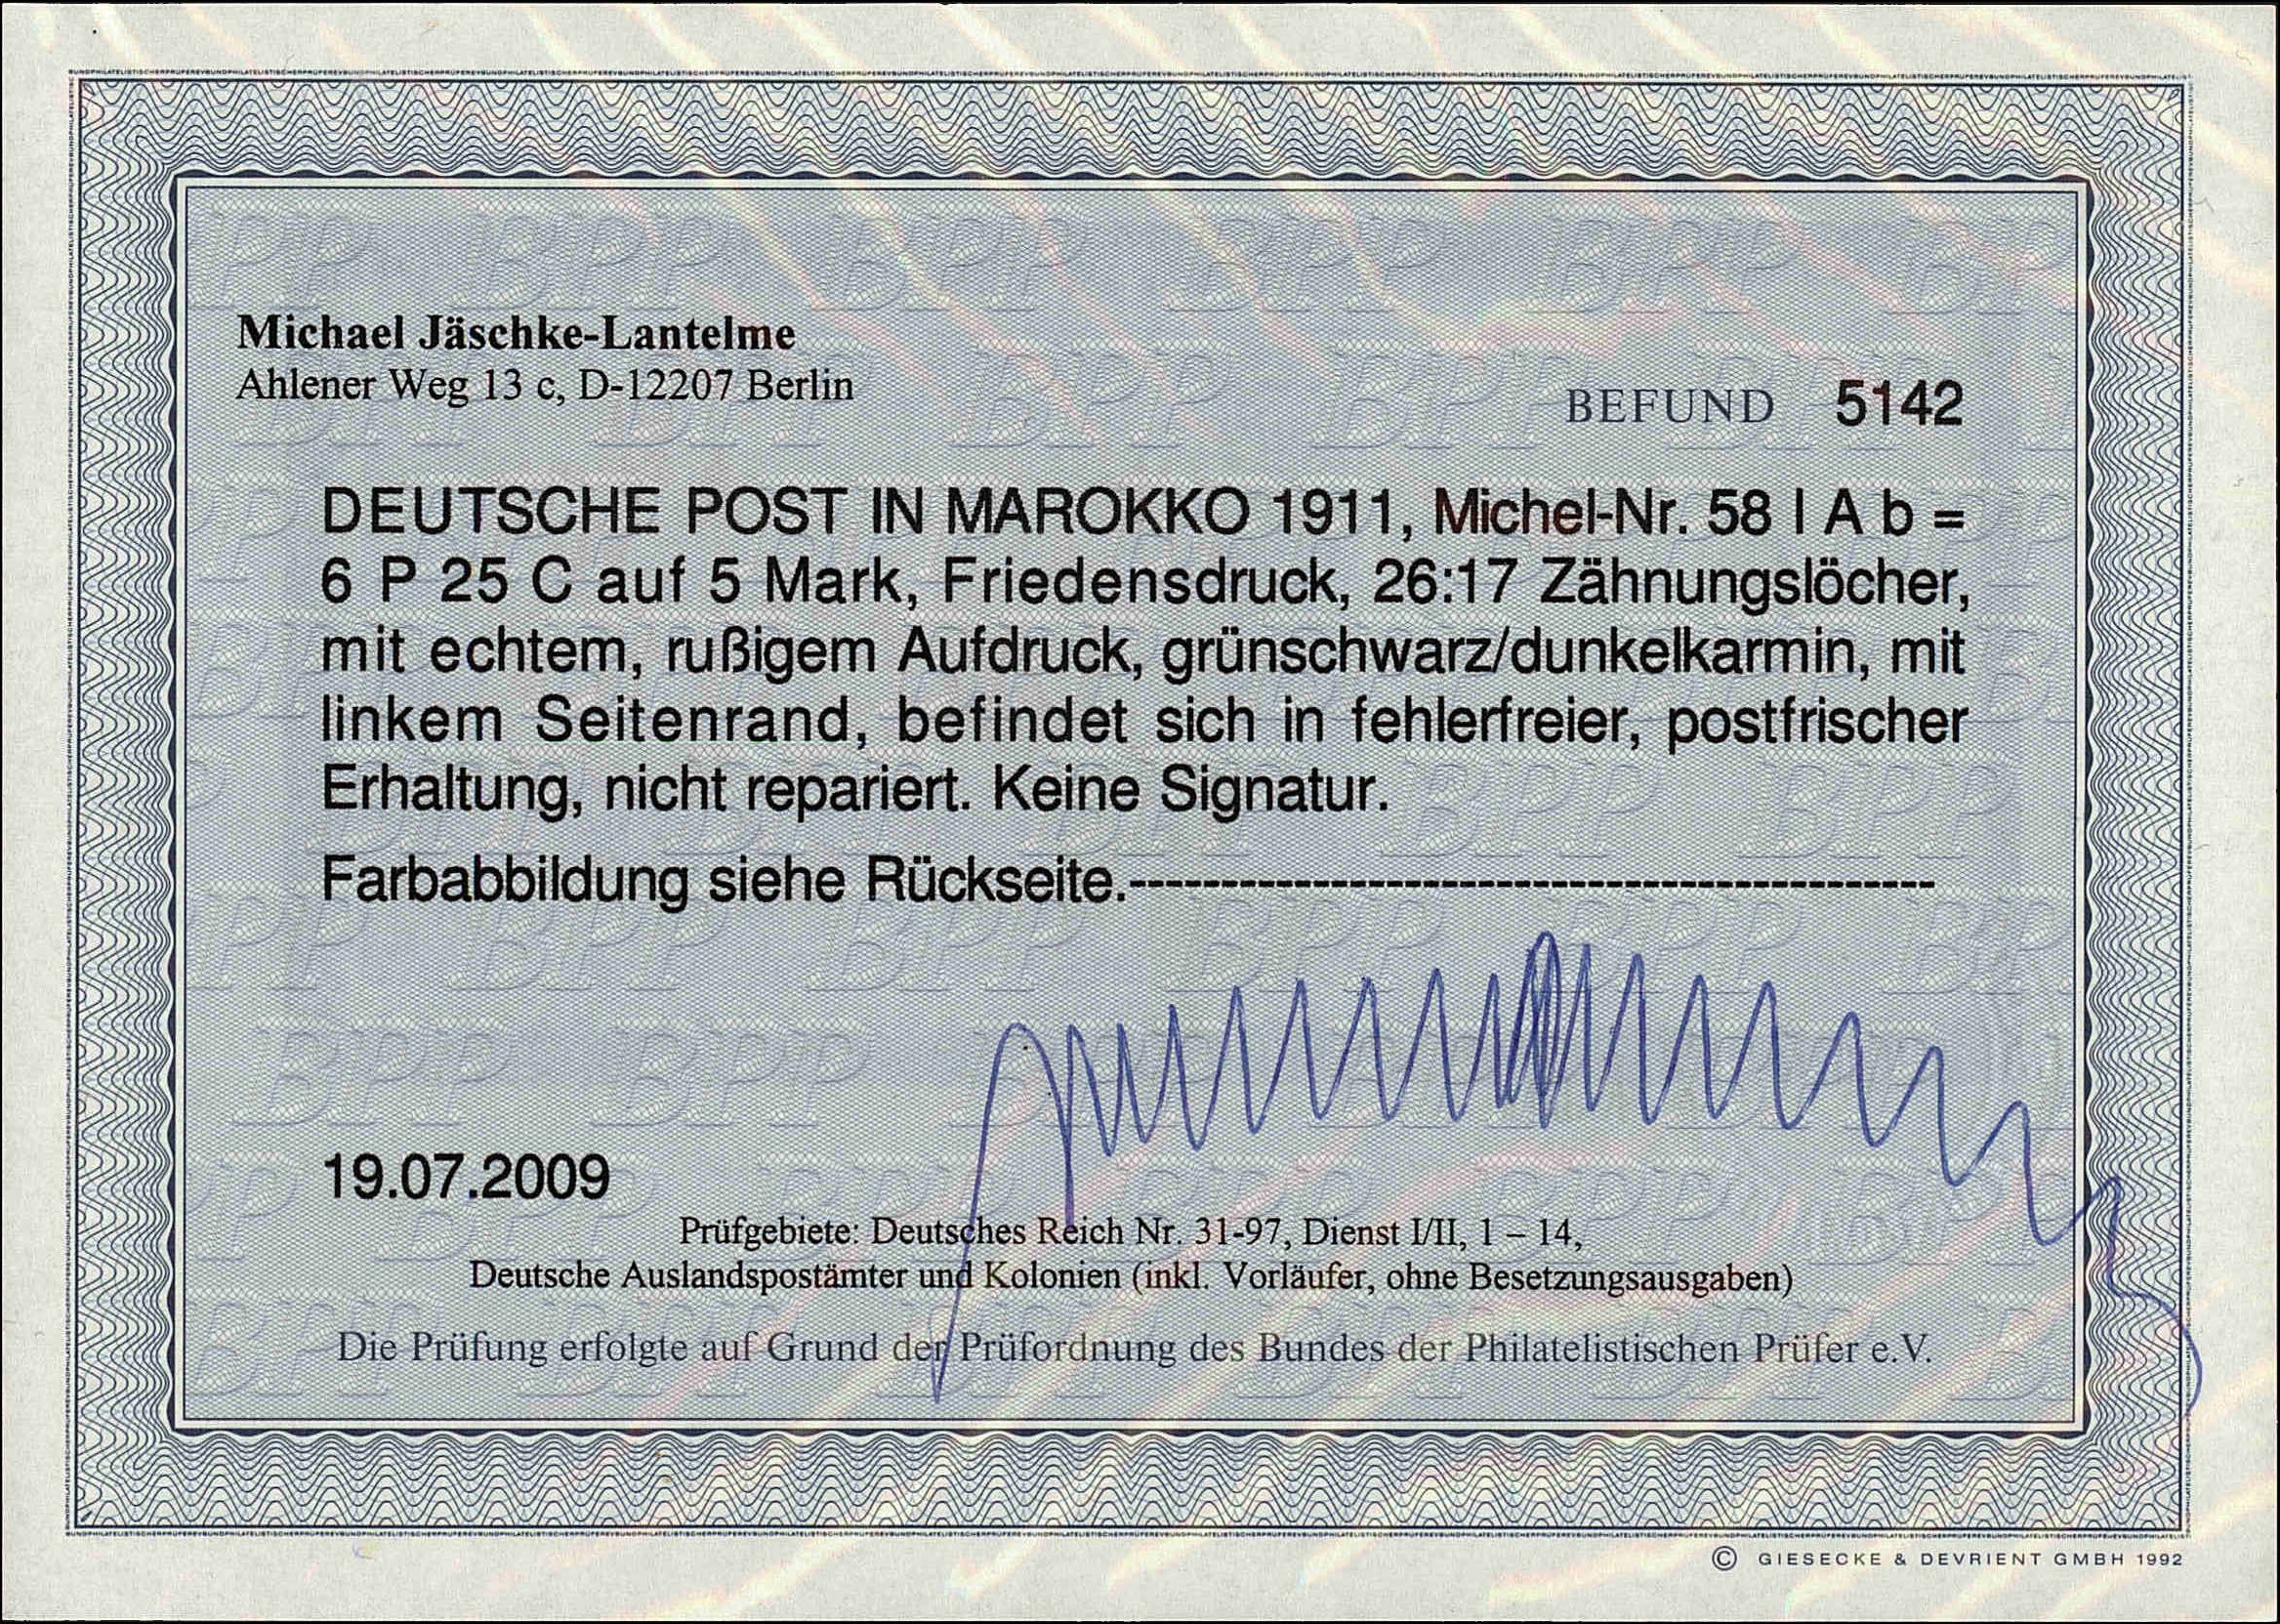 Michael Jäschke-Lantelme
Ahlener Weg 13 c, D-12207 Berlin
BEFUND 5142
DEUTSCHE POST IN MAROKKO 1911, Michel-Nr. 58 I A b =
6 P 25 C auf 5 Mark, Friedensdruck, 26:17 Zähnungslöcher,
mit echtem, rußigem Aufdruck, grünschwarz/dunkelkarmin, mit
linkem Seitenrand, befindet sich in fehlerfreier, postfrischer
Erhaltung, nicht repariert. Keine Signatur.
Farbabbildung siehe Rückseite.--------------------------------------------
19.07.2009
Prüfgebiete: Deutsches Reich Nr. 31-97, Dienst I/II, 1 – 14,
Deutsche Auslandspostämter und Kolonien (inkl. Vorläufer, ohne Besetzungsausgaben)
Die Prüfung erfolgte auf Grund der Prüfordnung des Bundes der Philatelistischen Prüfer e.V.
© GIESECKE & DEVRIENT GMBH 1992